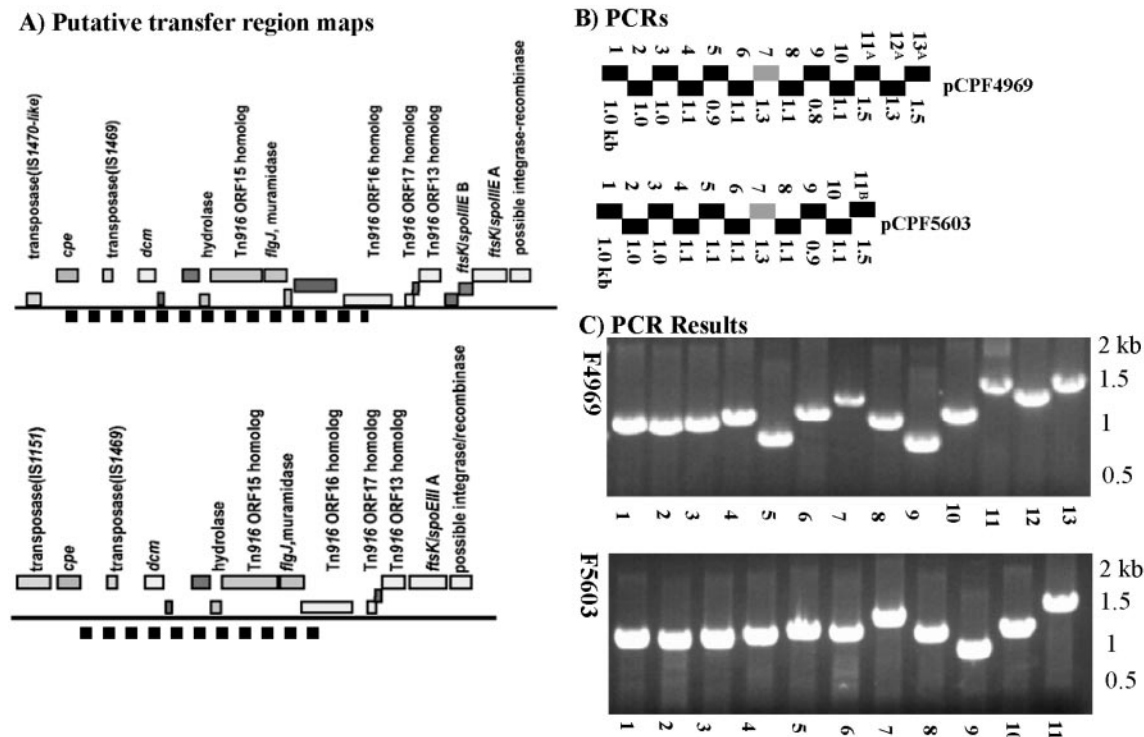 A) Putative transfer region maps
transposase(IS1470-like)
cpe
transposase(IS1469)
dcm
hydrolase
Tn916 ORF15 homolog
flgJ, muramidase
Tn916 ORF16 homolog
Tn916 ORF17 homolog
Tn916 ORF13 homolog
ftsK/spoIIIE B
ftsK/spoIIIE A
possible integrase-recombinase
transposase(IS1151)
cpe
transposase(IS1469)
dcm
hydrolase
Tn916 ORF15 homolog
flgJ,muramidase
Tn916 ORF16 homolog
Tn916 ORF17 homolog
Tn916 ORF13 homolog
ftsK/spoEIII A
possible integrase/recombinase
B) PCRs
1 2 3 4 5 6 7 8 9 10 11A 12A 13A
pCPF4969
1.0 kb 1.0 1.0 1.1 0.9 1.1 1.3 1.1 0.8 1.1 1.5 1.3 1.5
1 2 3 4 5 6 7 8 9 10 11B
pCPF5603
1.0 kb 1.0 1.0 1.1 1.1 1.1 1.3 1.1 0.9 1.1 1.5
C) PCR Results
F4969
2 kb
1.5
1
0.5
1 2 3 4 5 6 7 8 9 10 11 12 13
F5603
2 kb
1.5
1
0.5
1 2 3 4 5 6 7 8 9 10 11